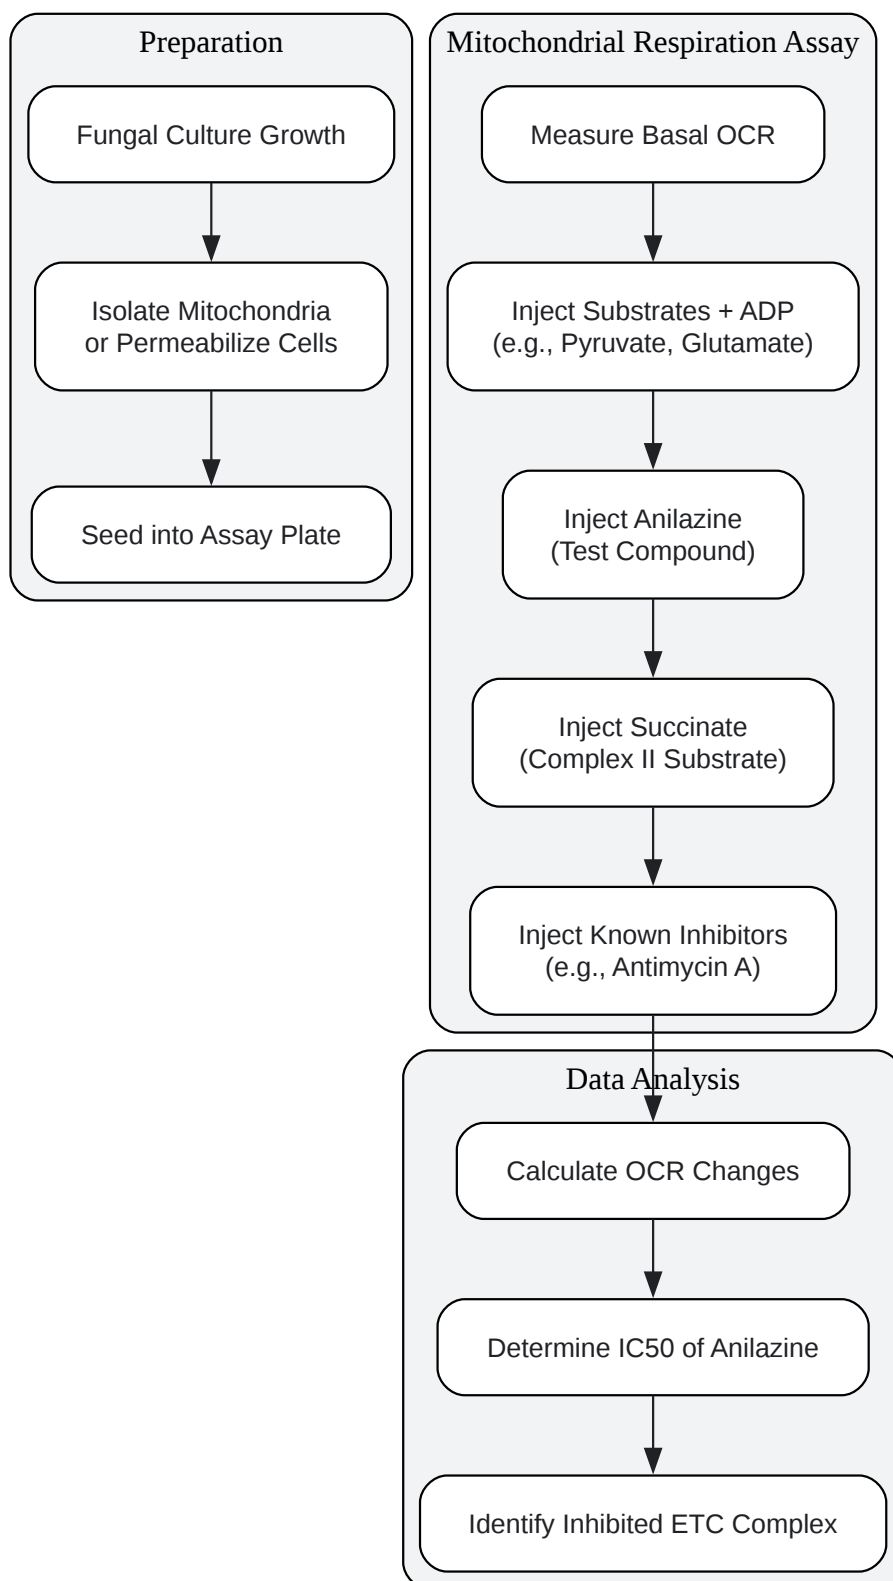 Preparation
Fungal Culture Growth
Isolate Mitochondria
or Permeabilize Cells
Seed into Assay Plate
Mitochondrial Respiration Assay
Measure Basal OCR
Inject Substrates + ADP
(e.g., Pyruvate, Glutamate)
Inject Anilazine
(Test Compound)
Inject Succinate
(Complex II Substrate)
Inject Known Inhibitors
(e.g., Antimycin A)
Data Analysis
Calculate OCR Changes
Determine IC50 of Anilazine
Identify Inhibited ETC Complex